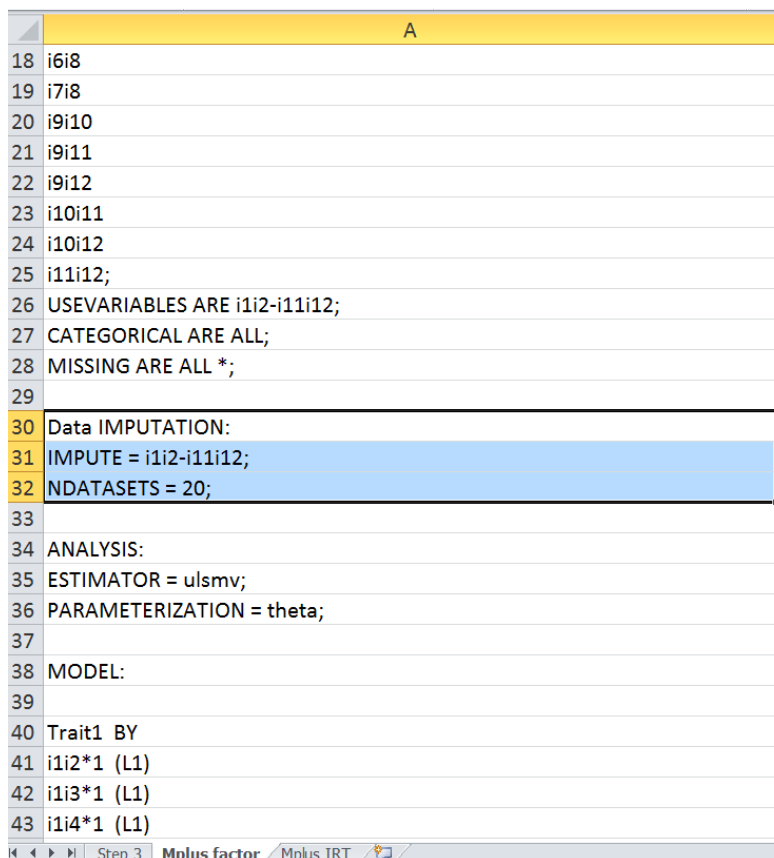 A
18 i6i8
19 i7i8
20 i9i10
21 i9i11
22 i9i12
23 i10i11
24 i10i12
25 i11i12;
26 USEVARIABLES ARE i1i2-i11i12;
27 CATEGORICAL ARE ALL;
28 MISSING ARE ALL *;
29
30 Data IMPUTATION:
31 IMPUTE = i1i2-i11i12;
32 NDATASETS = 20;
33
34 ANALYSIS:
35 ESTIMATOR = ulsmv;
36 PARAMETERIZATION = theta;
37
38 MODEL:
39
40 Trait1 BY
41 i1i2*1 (L1)
42 i1i3*1 (L1)
43 i1i4*1 (L1)
Step 3 Mplus factor Mplus IRT